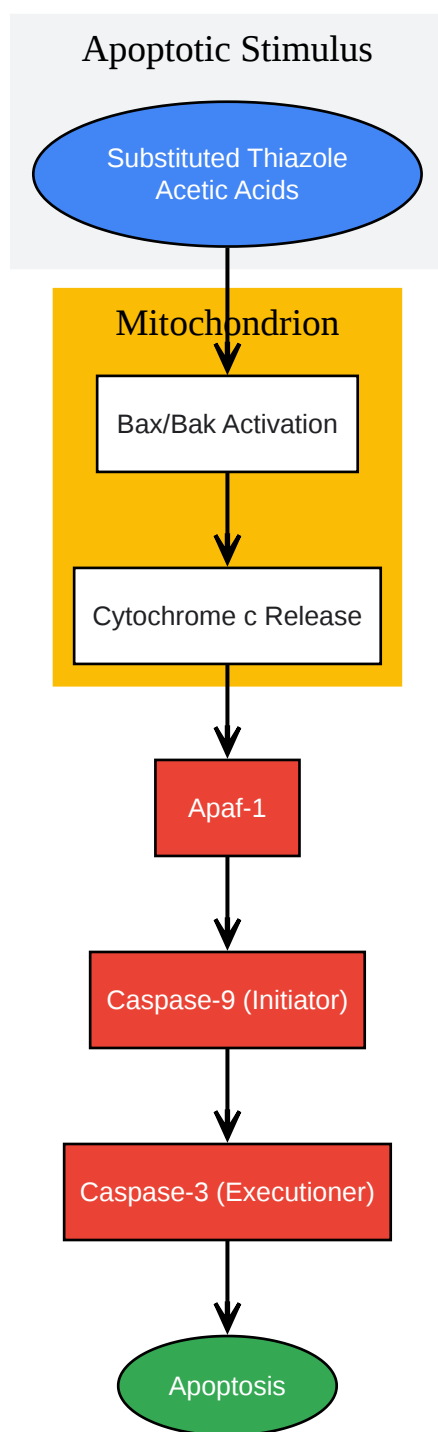 Apoptotic Stimulus
Substituted Thiazole
Acetic Acids
Mitochondrion
Bax/Bak Activation
Cytochrome c Release
Apaf-1
Caspase-9 (Initiator)
Caspase-3 (Executioner)
Apoptosis